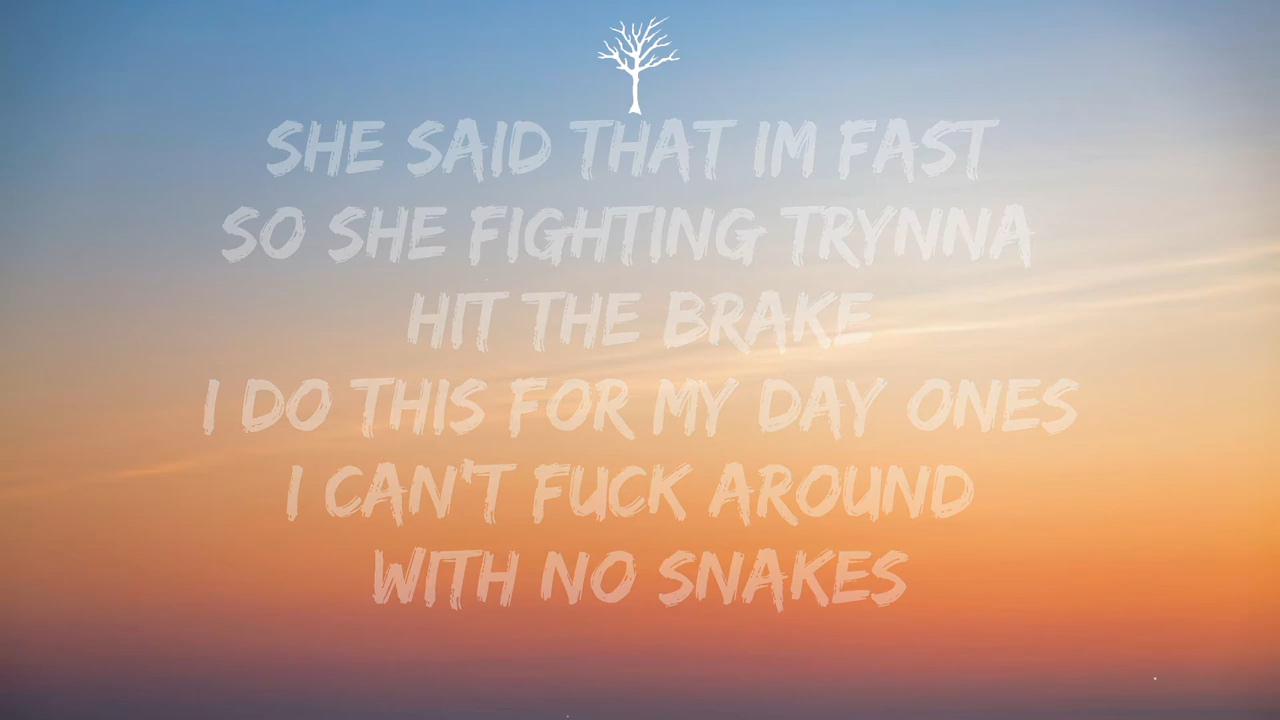 SHE SAID THAT IM FAST
SO SHE FIGHTING TRYNNA
HIT THE BRAKE
I DO THIS FOR MY DAY ONES
I CAN'T FUCK AROUND
WITH NO SNAKES